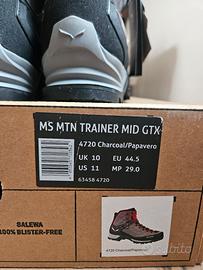 MS MTN TRAINER MID GTX
4720 Charcoal/Papavero
UK 10 EU 44.5
US 11 MP 29.0
63458 4720
SALEWA
100% BLISTER-FREE
4720 Charcoal/Papavero
subito